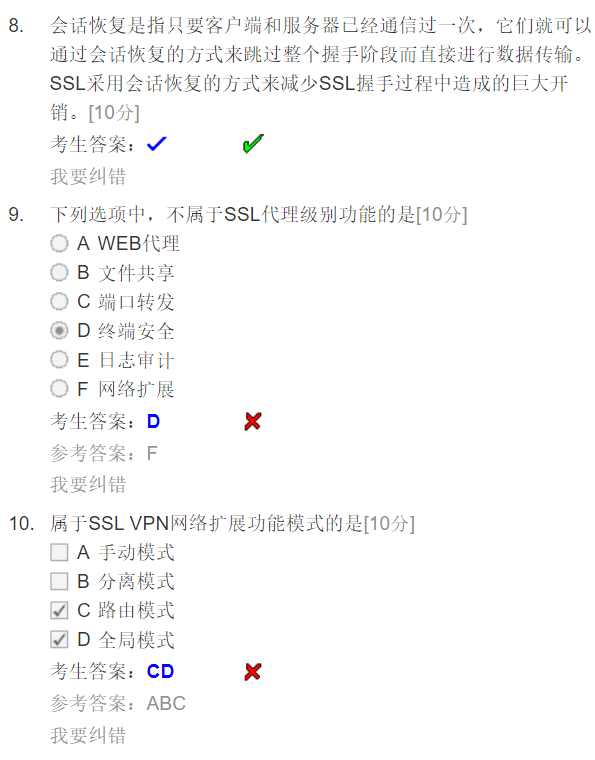 8. 会话恢复是指只要客户端和服务器已经通信过一次，它们就可以
通过会话恢复的方式来跳过整个握手阶段而直接进行数据传输。
SSL采用会话恢复的方式来减少SSL握手过程中造成的巨大开
销。[10分]
考生答案：
我要纠错
9. 下列选项中，不属于SSL代理级别功能的是[10分]
A WEB代理
B 文件共享
C 端口转发
D 终端安全
E 日志审计
F 网络扩展
考生答案：D
参考答案：F
我要纠错
10. 属于SSL VPN网络扩展功能模式的是[10分]
A 手动模式
B 分离模式
C 路由模式
D 全局模式
考生答案：CD
参考答案：ABC
我要纠错